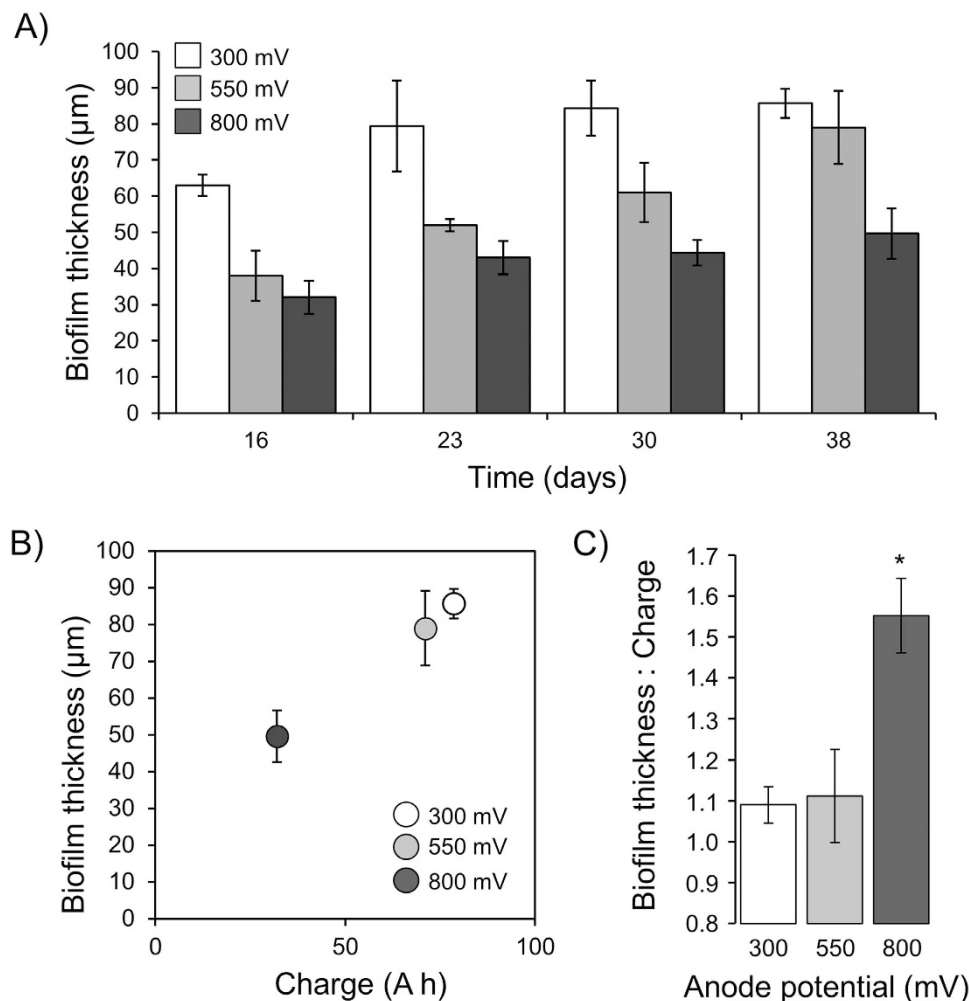 A)
Biofilm thickness (µm)
100
90
80
70
60
50
40
30
20
10
0
300 mV
550 mV
800 mV
16 23 30 38
Time (days)
B)
Biofilm thickness (µm)
100
90
80
70
60
50
40
30
20
10
0
300 mV
550 mV
800 mV
0 50 100
Charge (A h)
C)
Biofilm thickness : Charge
1.7
1.6
1.5
1.4
1.3
1.2
1.1
1.0
0.9
0.8
*
300 550 800
Anode potential (mV)